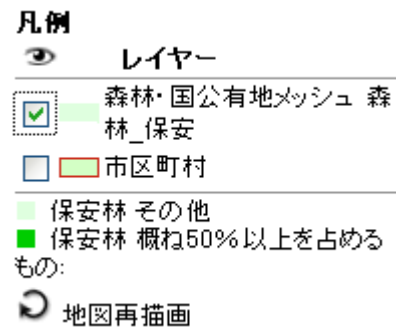 凡例
レイヤー
森林・国公有地メッシュ 森
林_保安
市区町村
保安林 その他
保安林 概ね50%以上を占める
もの:
地図再描画